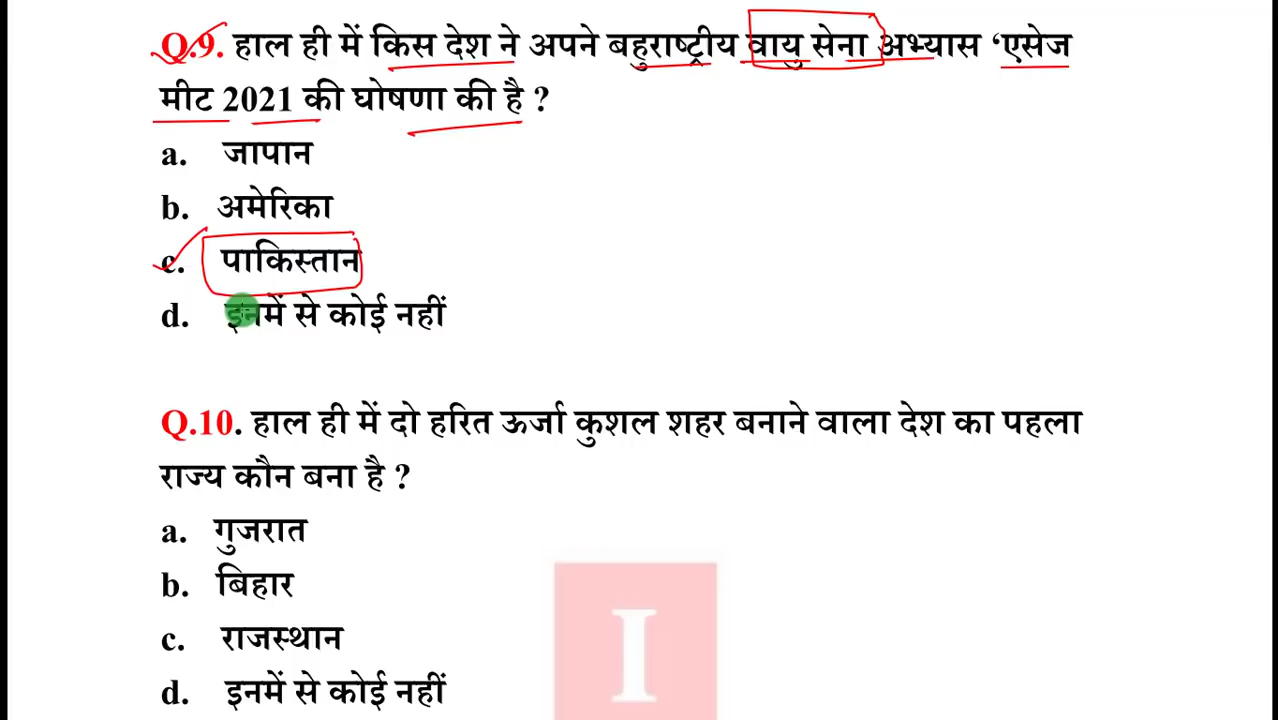 Q.9. हाल ही में किस देश ने अपने बहुराष्ट्रीय वायु सेना अभ्यास ‘एसेज
मीट 2021 की घोषणा की है ?
a. जापान
b. अमेरिका
c. पाकिस्तान
d. इनमें से कोई नहीं
Q.10. हाल ही में दो हरित ऊर्जा कुशल शहर बनाने वाला देश का पहला
राज्य कौन बना है ?
a. गुजरात
b. बिहार
c. राजस्थान
d. इनमें से कोई नहीं
I